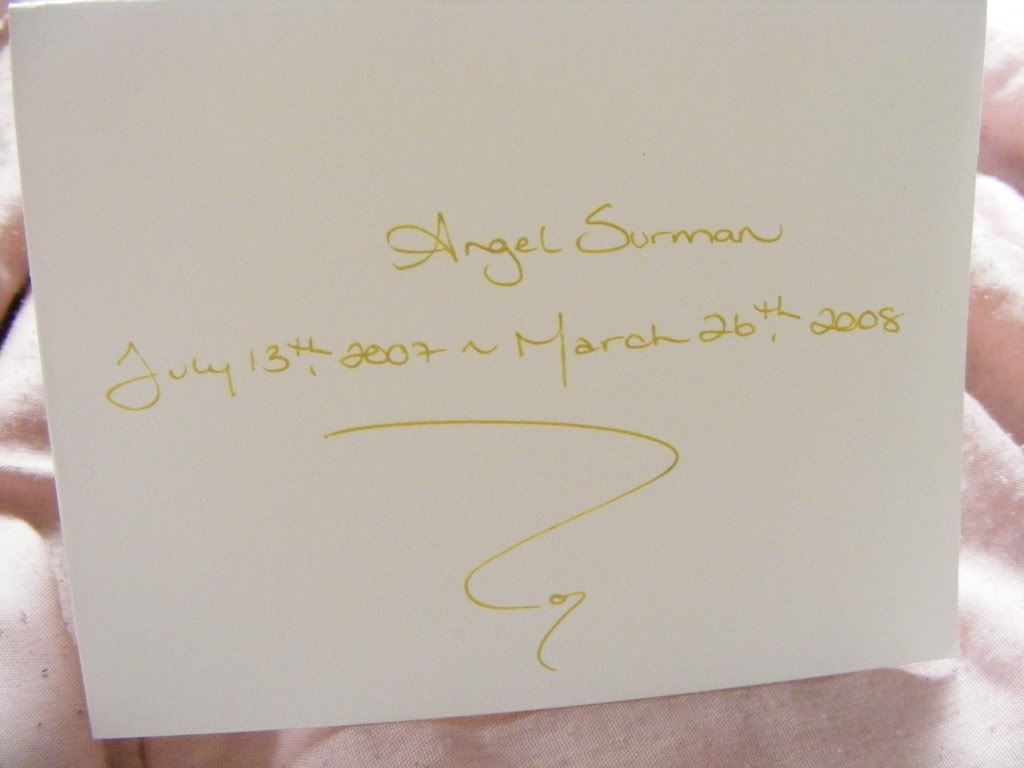 Angel Surman
July 13th, 2007 ~ March 26th, 2008